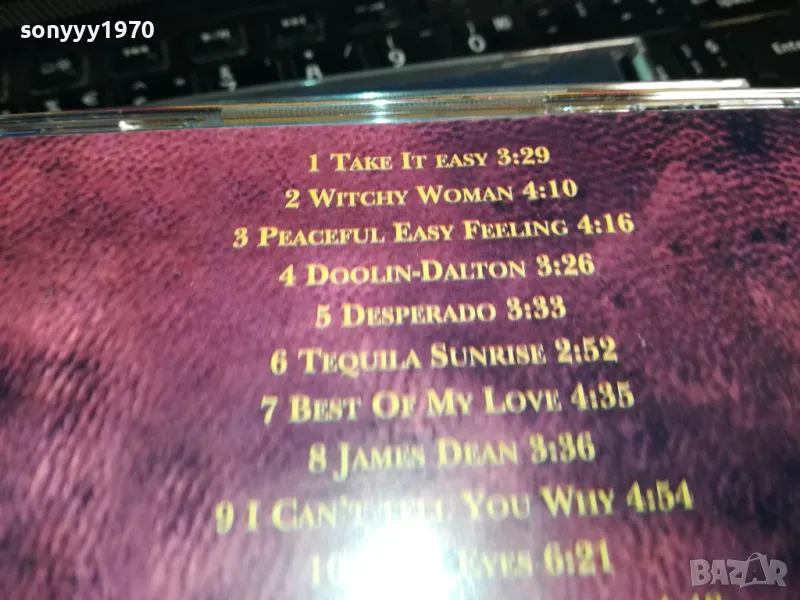 sonyyy1970
1 Take It easy 3:29
2 Witchy Woman 4:10
3 Peaceful Easy Feeling 4:16
4 Doolin-Dalton 3:26
5 Desperado 3:33
6 Tequila Sunrise 2:52
7 Best Of My Love 4:35
8 James Dean 3:36
9 I Can't tell You Why 4:54
10 Eyes 6:21
BAZAR